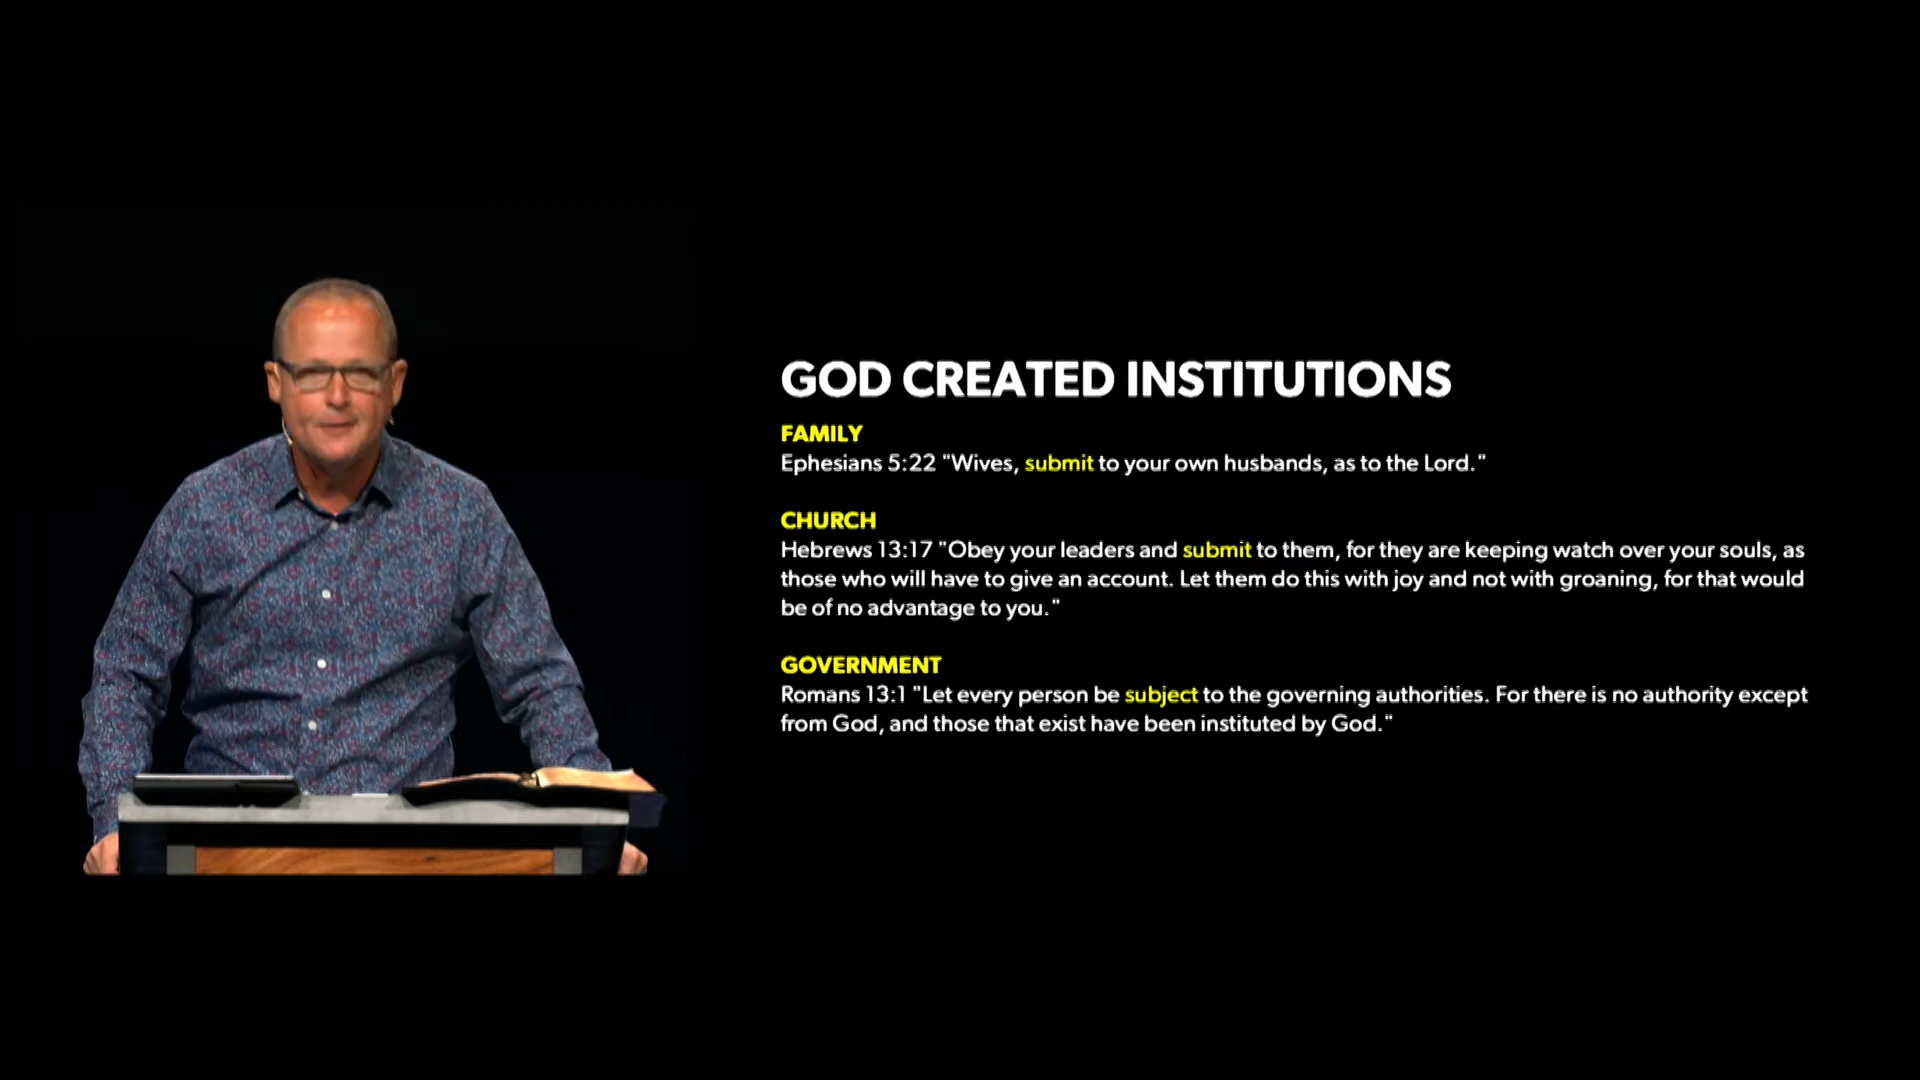 GOD CREATED INSTITUTIONS
FAMILY
Ephesians 5:22 "Wives, submit to your own husbands, as to the Lord."
CHURCH
Hebrews 13:17 "Obey your leaders and submit to them, for they are keeping watch over your souls, as
those who will have to give an account. Let them do this with joy and not with groaning, for that would
be of no advantage to you."
GOVERNMENT
Romans 13:1 "Let every person be subject to the governing authorities. For there is no authority except
from God, and those that exist have been instituted by God."